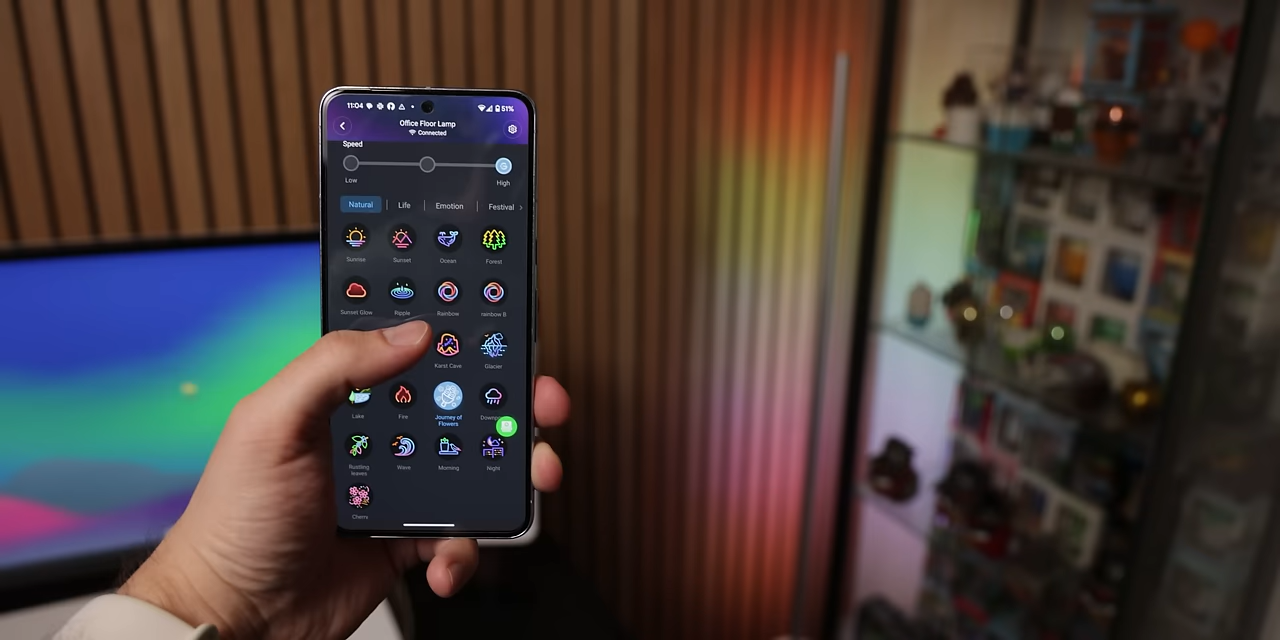 11:04
51%
Office Floor Lamp
Connected
Speed
Low
High
Natural
Life
Emotion
Festival
Sunrise
Sunset
Ocean
Forest
Sunset Glow
Ripple
Rainbow
rainbow B
Karst Cave
Glacier
Lake
Fire
Journey of
Flowers
Rustling
leaves
Wave
Morning
Night